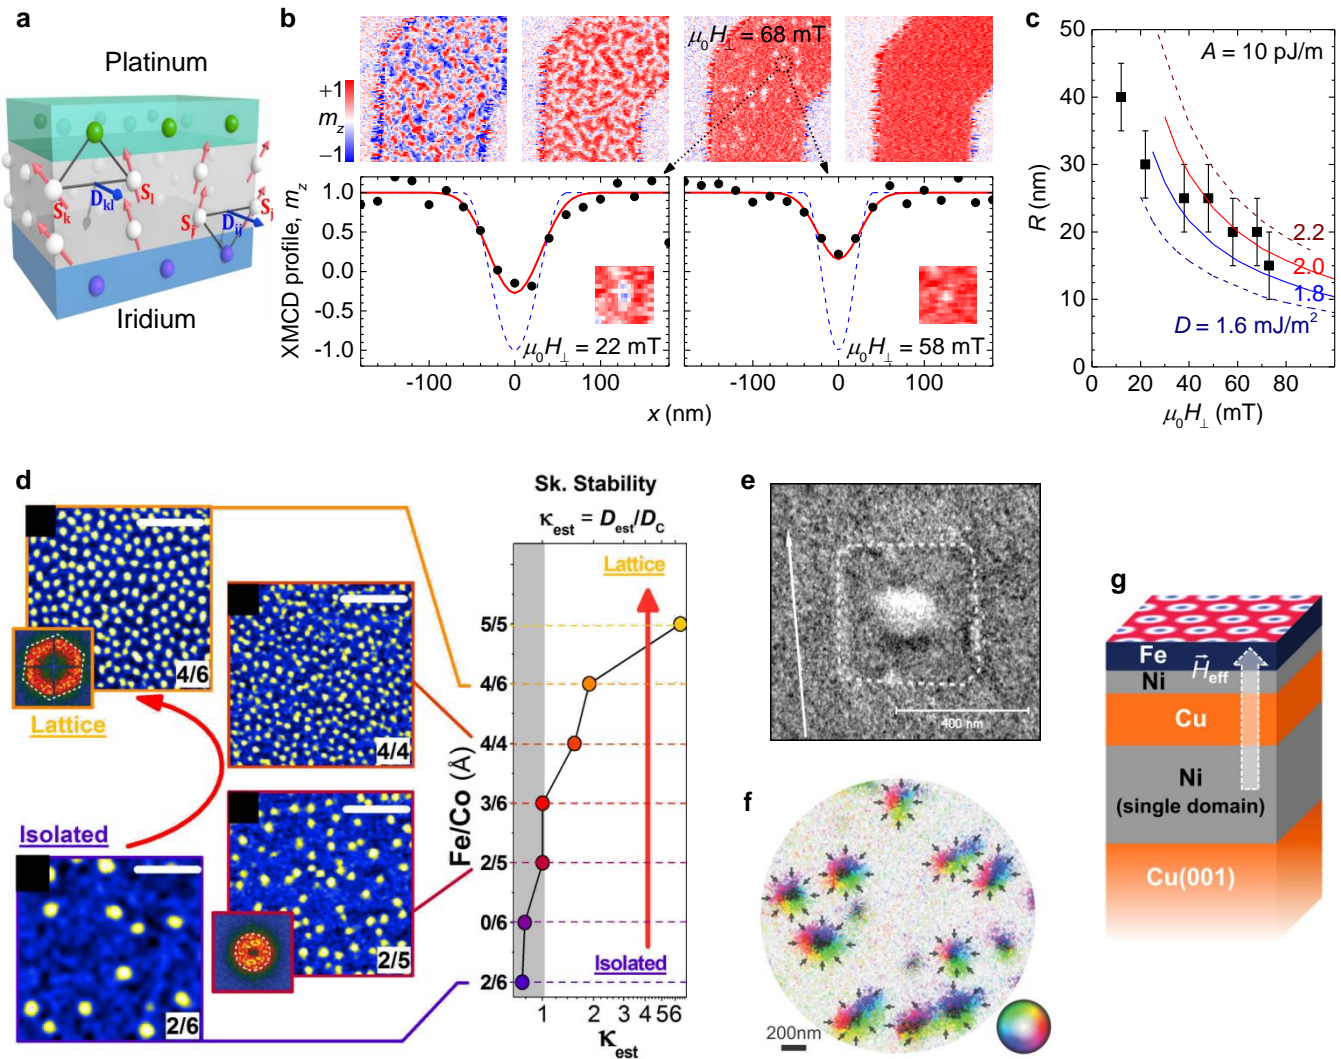 a
Platinum
S_k
D_kl
S_l
S_i
D_ij
S_j
Iridium
b
+1
m_z
−1
μ₀H⊥ = 68 mT
XMCD profile, m_z
1.0
0.5
0.0
-0.5
-1.0
μ₀H⊥ = 22 mT
μ₀H⊥ = 58 mT
-100 0 100
-100 0 100
x (nm)
c
R (nm)
50
40
30
20
10
0
A = 10 pJ/m
2.2
2.0
1.8
D = 1.6 mJ/m²
0 20 40 60 80
μ₀H⊥ (mT)
d
4/6
Lattice
4/4
Isolated
2/5
2/6
Sk. Stability
κ_est = D_est/D_C
Lattice
Fe/Co (Å)
5/5
4/6
4/4
3/6
2/5
0/6
2/6
Isolated
1 2 3 4 5 6
κ_est
e
400 nm
f
200nm
g
Fe
H⃗_eff
Ni
Cu
Ni
(single domain)
Cu(001)